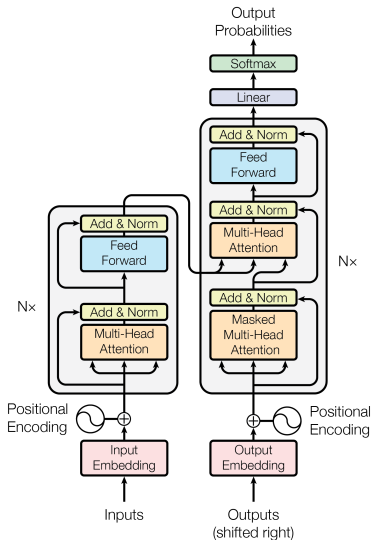 Output
Probabilities
Softmax
Linear
Add & Norm
Feed
Forward
Add & Norm
Multi-Head
Attention
Add & Norm
Masked
Multi-Head
Attention
N×
Add & Norm
Feed
Forward
Add & Norm
Multi-Head
Attention
N×
Positional
Encoding
Positional
Encoding
Input
Embedding
Output
Embedding
Inputs
Outputs
(shifted right)